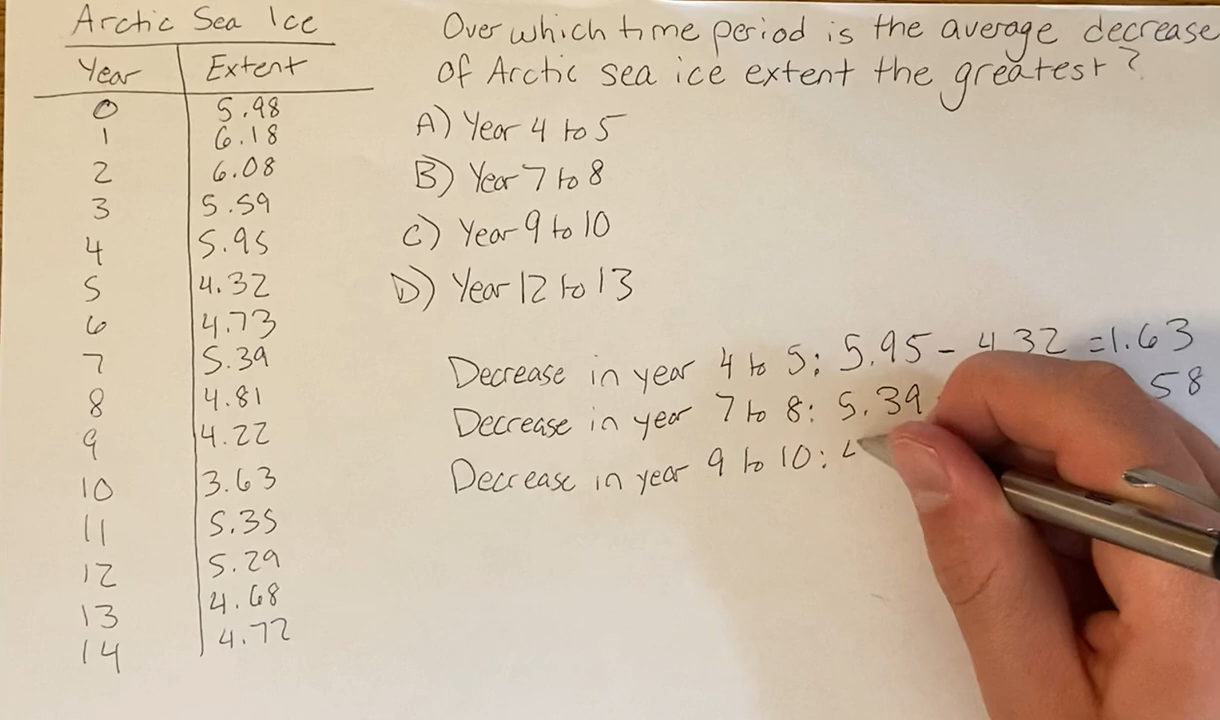 Arctic Sea Ice
Year Extent
0 5.98
1 6.18
2 6.08
3 5.59
4 5.95
5 4.32
6 4.73
7 5.39
8 4.81
9 4.22
10 3.63
11 5.35
12 5.29
13 4.68
14 4.72
Over which time period is the average decrease
of Arctic sea ice extent the greatest?
A) Year 4 to 5
B) Year 7 to 8
C) Year 9 to 10
D) Year 12 to 13
Decrease in year 4 to 5: 5.95 - 4.32 = 1.63
Decrease in year 7 to 8: 5.39 58
Decrease in year 9 to 10: